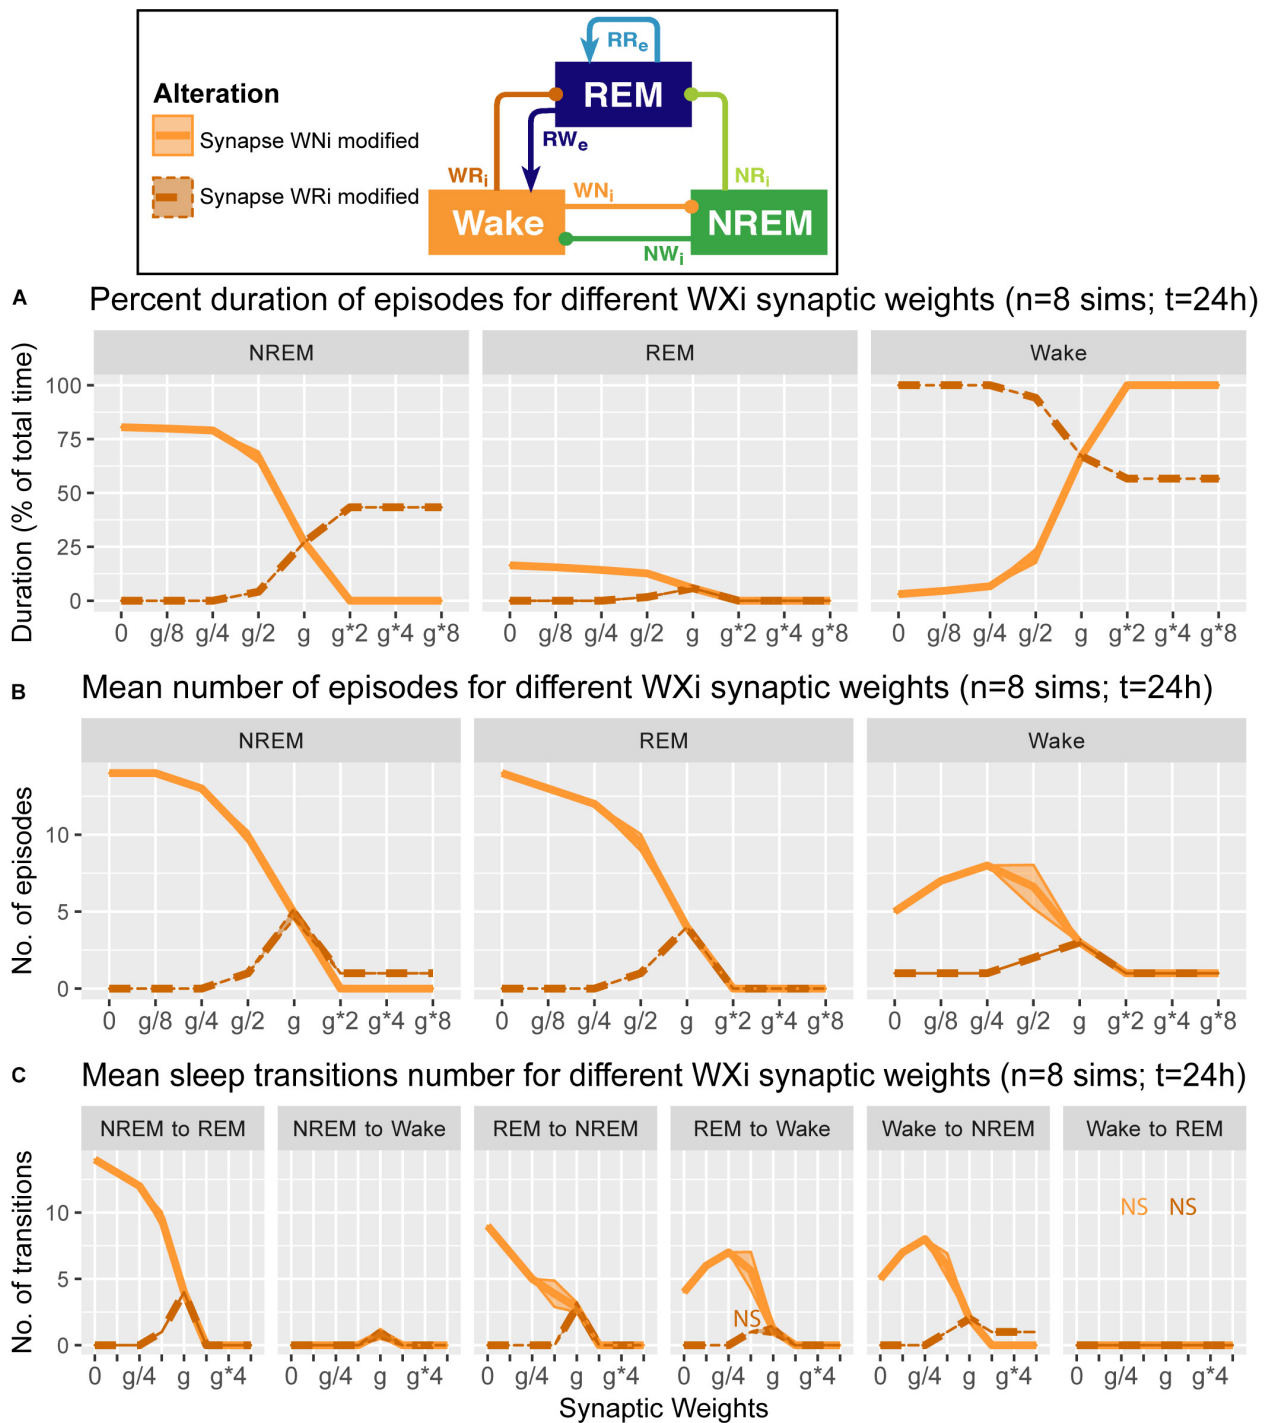 Alteration
Synapse WNi modified
Synapse WRi modified
RRe
REM
RWe
WRi
WNi
NRi
Wake
NREM
NWi
A Percent duration of episodes for different WXi synaptic weights (n=8 sims; t=24h)
NREM REM Wake
Duration (% of total time)
100
75
50
25
0
0 g/8 g/4 g/2 g g*2 g*4 g*8 0 g/8 g/4 g/2 g g*2 g*4 g*8 0 g/8 g/4 g/2 g g*2 g*4 g*8
B Mean number of episodes for different WXi synaptic weights (n=8 sims; t=24h)
NREM REM Wake
No. of episodes
10
5
0
0 g/8 g/4 g/2 g g*2 g*4 g*8 0 g/8 g/4 g/2 g g*2 g*4 g*8 0 g/8 g/4 g/2 g g*2 g*4 g*8
C Mean sleep transitions number for different WXi synaptic weights (n=8 sims; t=24h)
NREM to REM NREM to Wake REM to NREM REM to Wake Wake to NREM Wake to REM
No. of transitions
10
5
0
NS NS
NS
0 g/4 g g*4 0 g/4 g g*4 0 g/4 g g*4 0 g/4 g g*4 0 g/4 g g*4 0 g/4 g g*4
Synaptic Weights